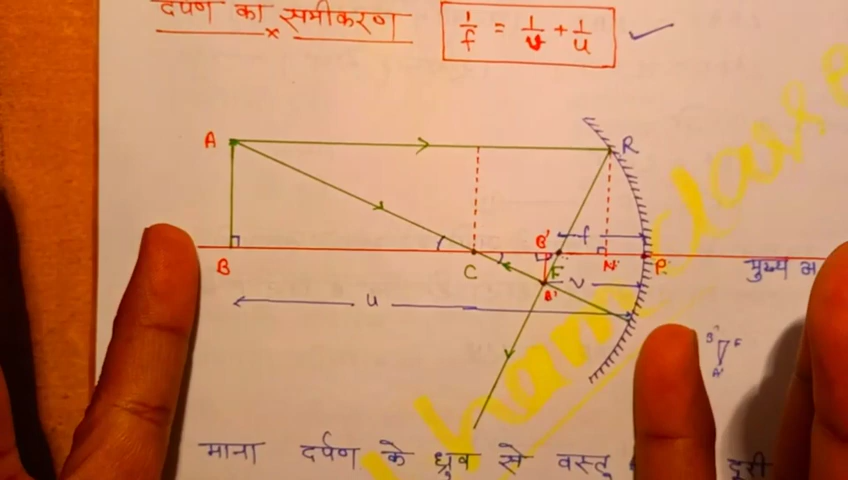 दर्पण का समीकरण 1/f = 1/v + 1/u
A R
B' f
B C F N P मुख्य
A' v
u
B' F
A'
माना दर्पण के ध्रुव से वस्तु दूरी